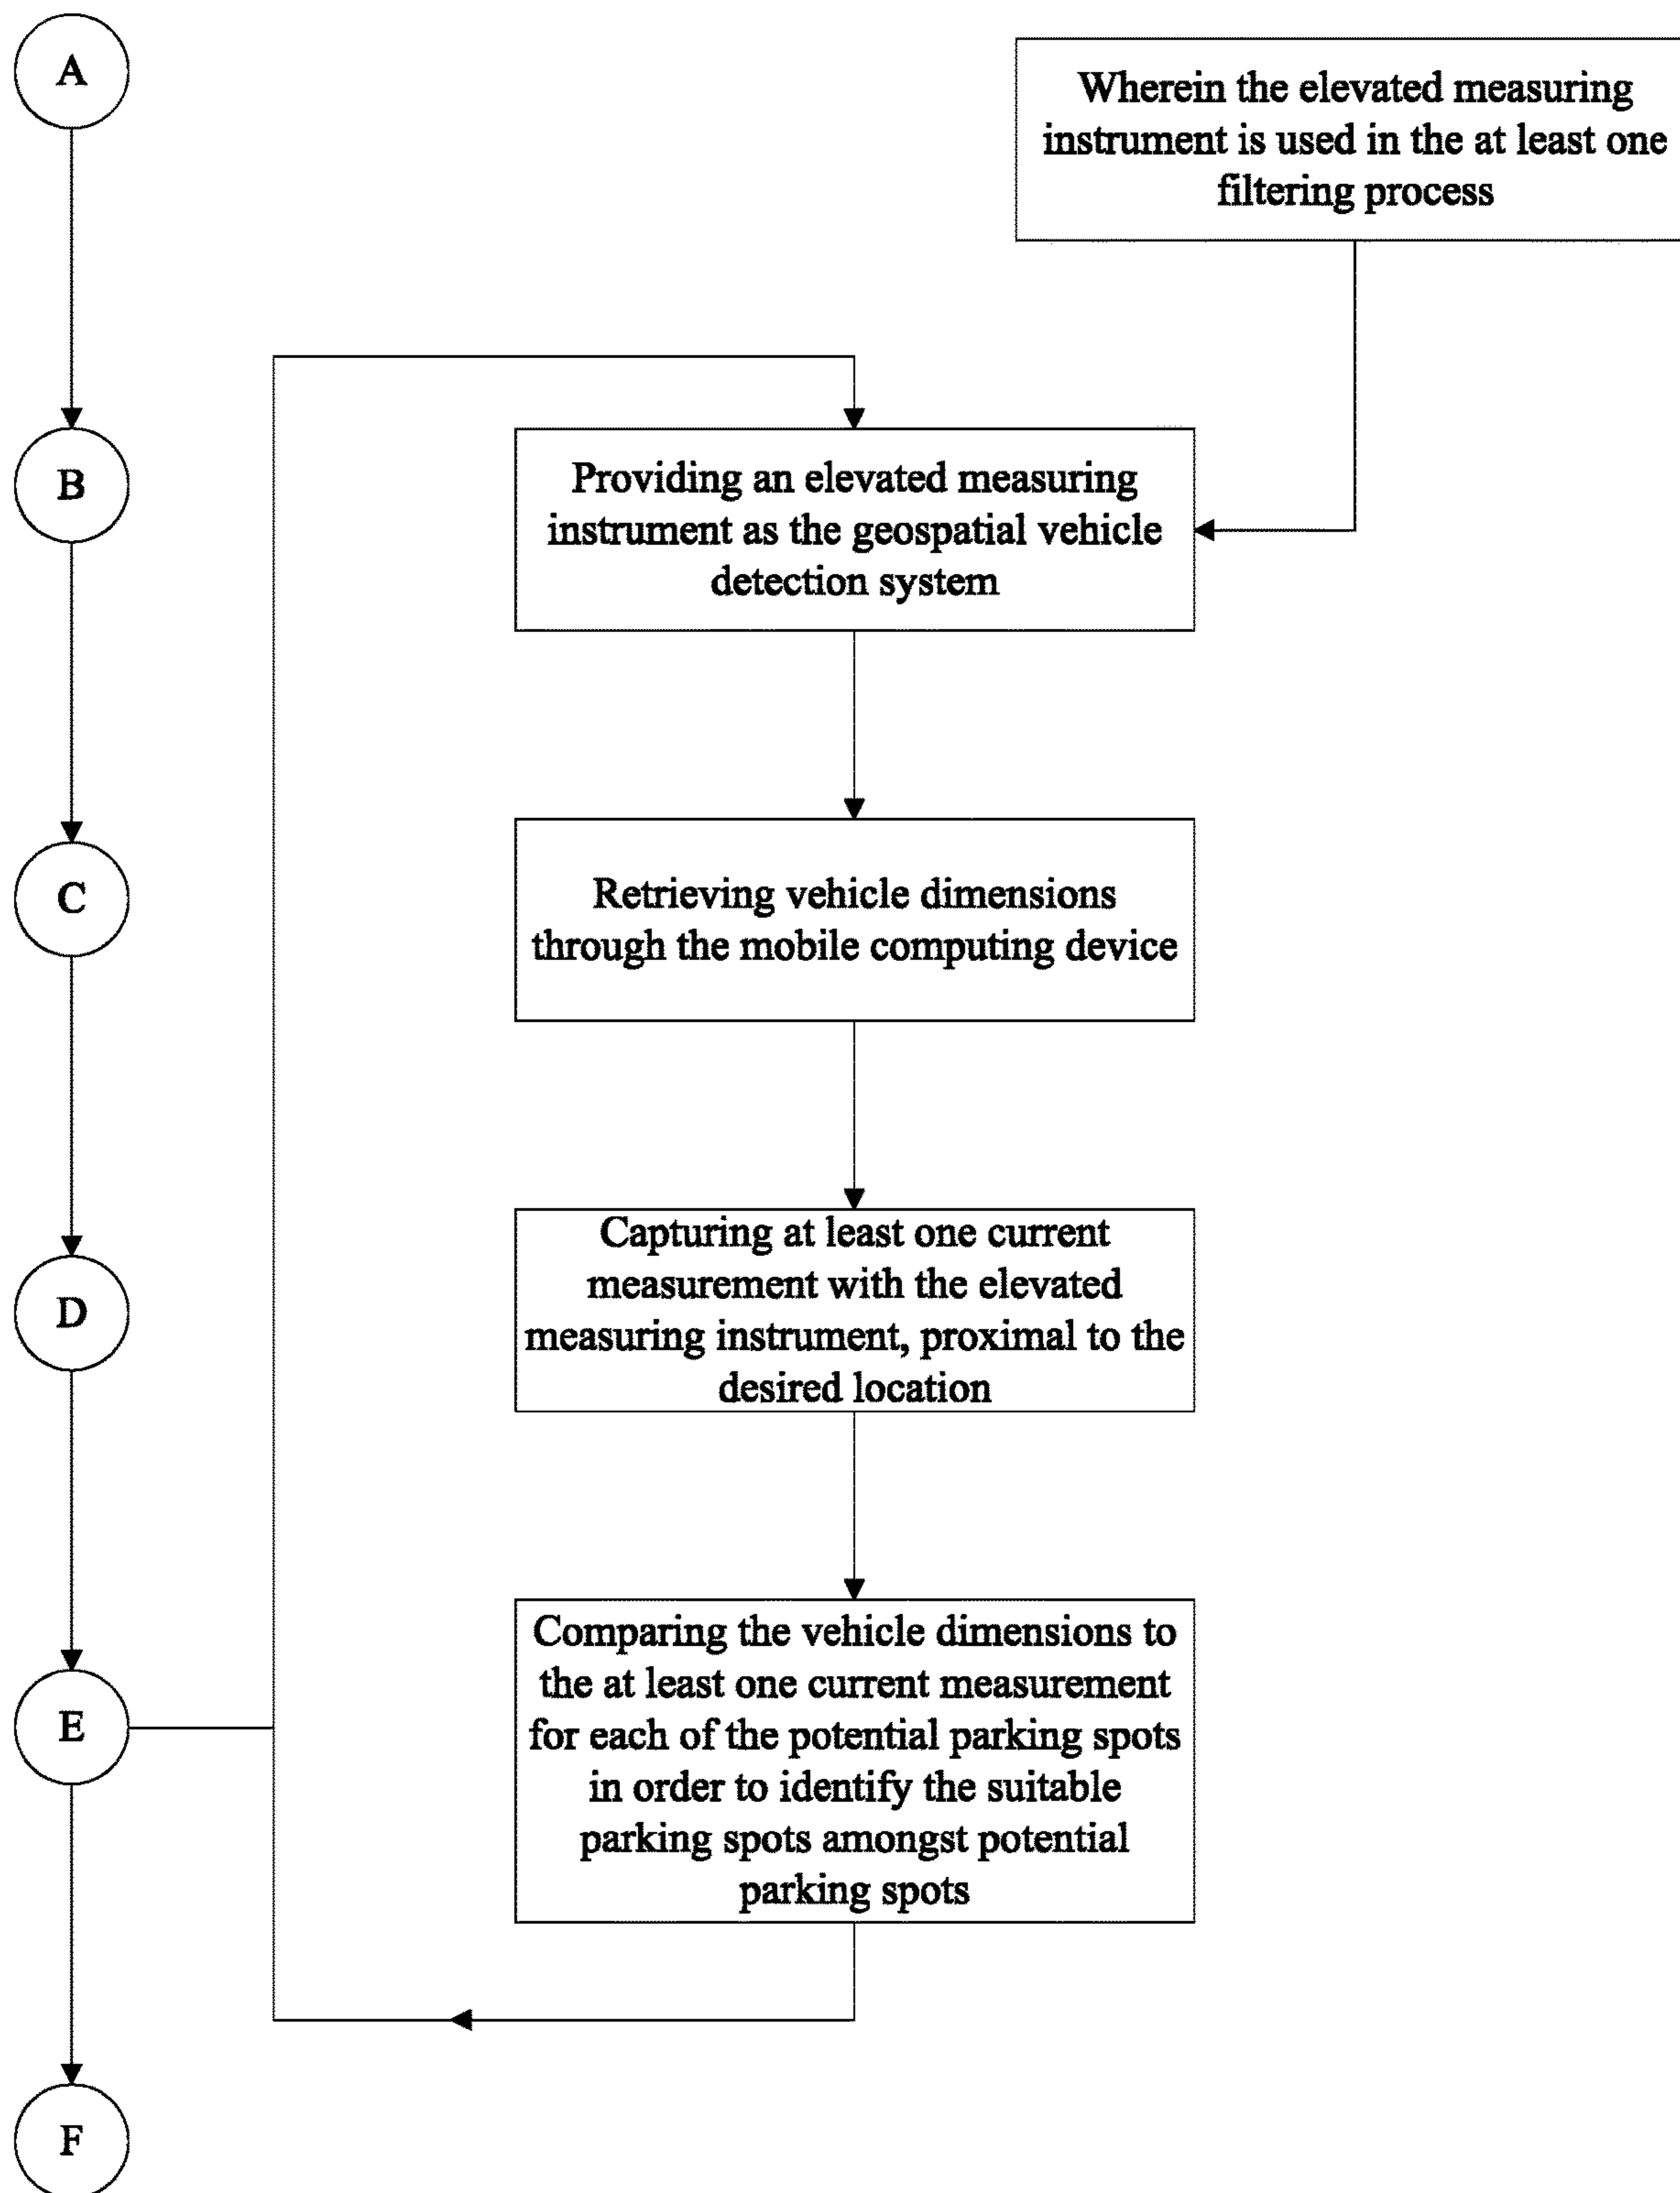 A
Wherein the elevated measuring
instrument is used in the at least one
filtering process
B
Providing an elevated measuring
instrument as the geospatial vehicle
detection system
C
Retrieving vehicle dimensions
through the mobile computing device
D
Capturing at least one current
measurement with the elevated
measuring instrument, proximal to the
desired location
E
Comparing the vehicle dimensions to
the at least one current measurement
for each of the potential parking spots
in order to identify the suitable
parking spots amongst potential
parking spots
F